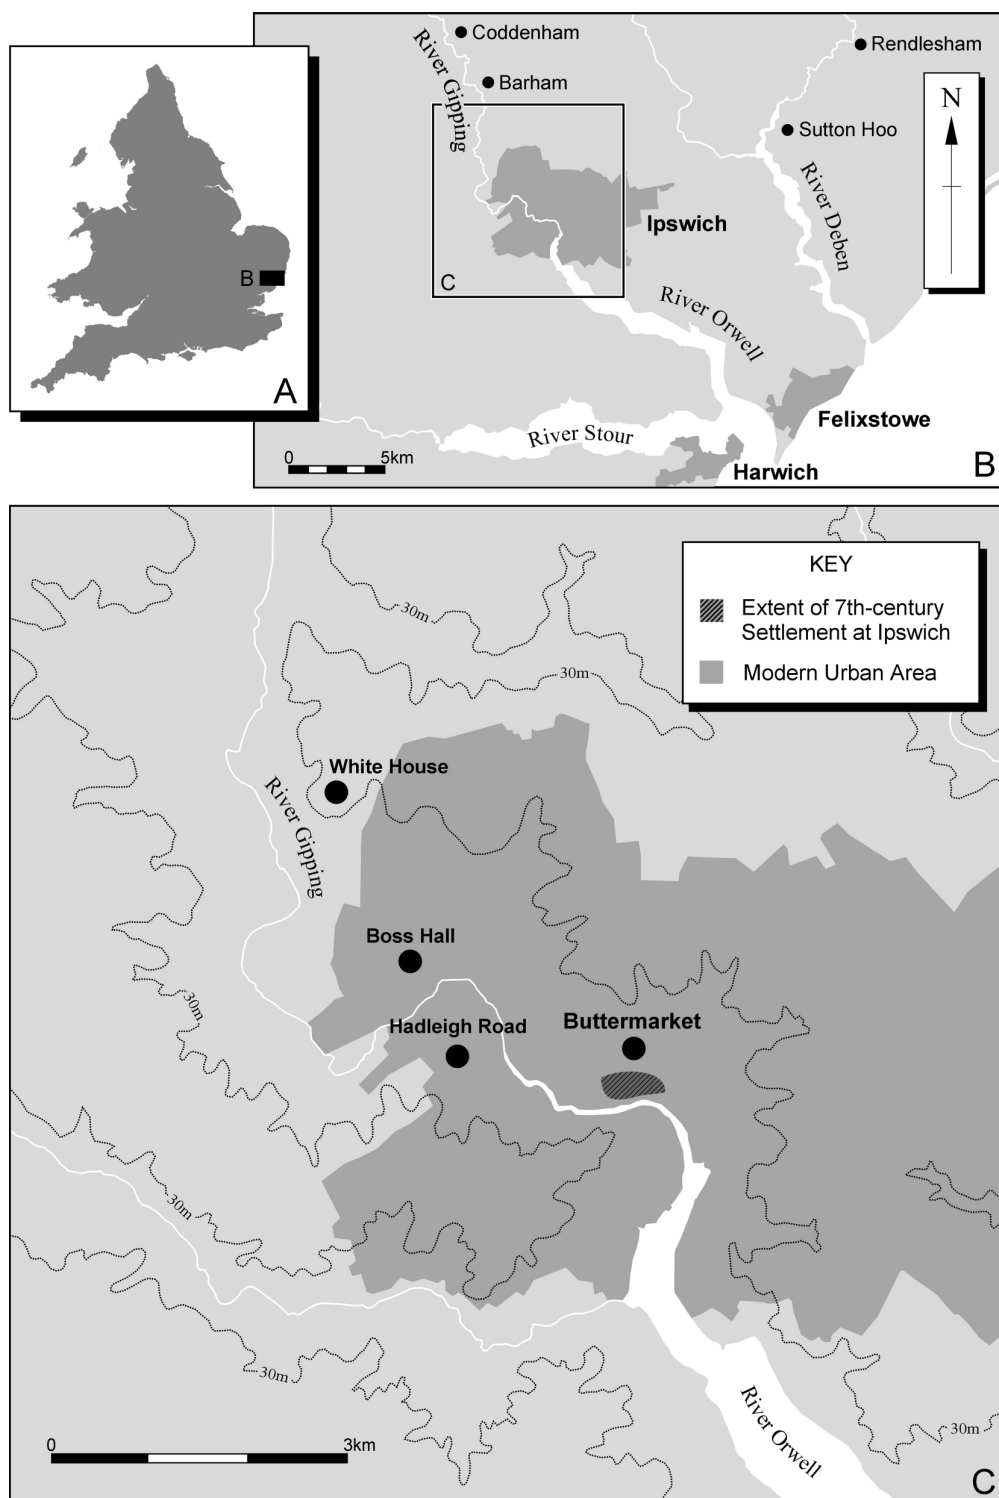 A
B
Coddenham
Barham
River Gipping
Rendlesham
Sutton Hoo
River Deben
N
Ipswich
C
River Orwell
Felixstowe
River Stour
Harwich
0 5km
B
KEY
Extent of 7th-century
Settlement at Ipswich
Modern Urban Area
30m
30m
White House
River Gipping
Boss Hall
30m
Hadleigh Road
Buttermarket
30m
30m
30m
River Orwell
0 3km
C